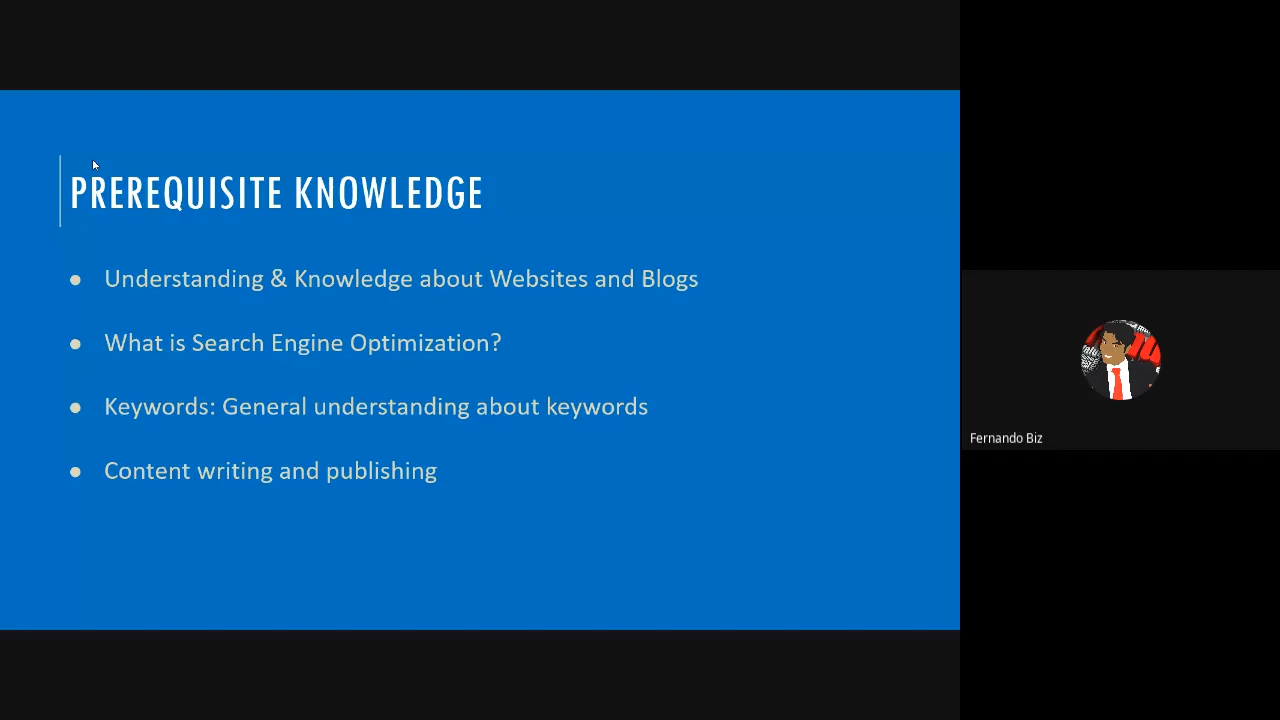 PREREQUISITE KNOWLEDGE
● Understanding & Knowledge about Websites and Blogs
● What is Search Engine Optimization?
● Keywords: General understanding about keywords
● Content writing and publishing
Fernando Biz